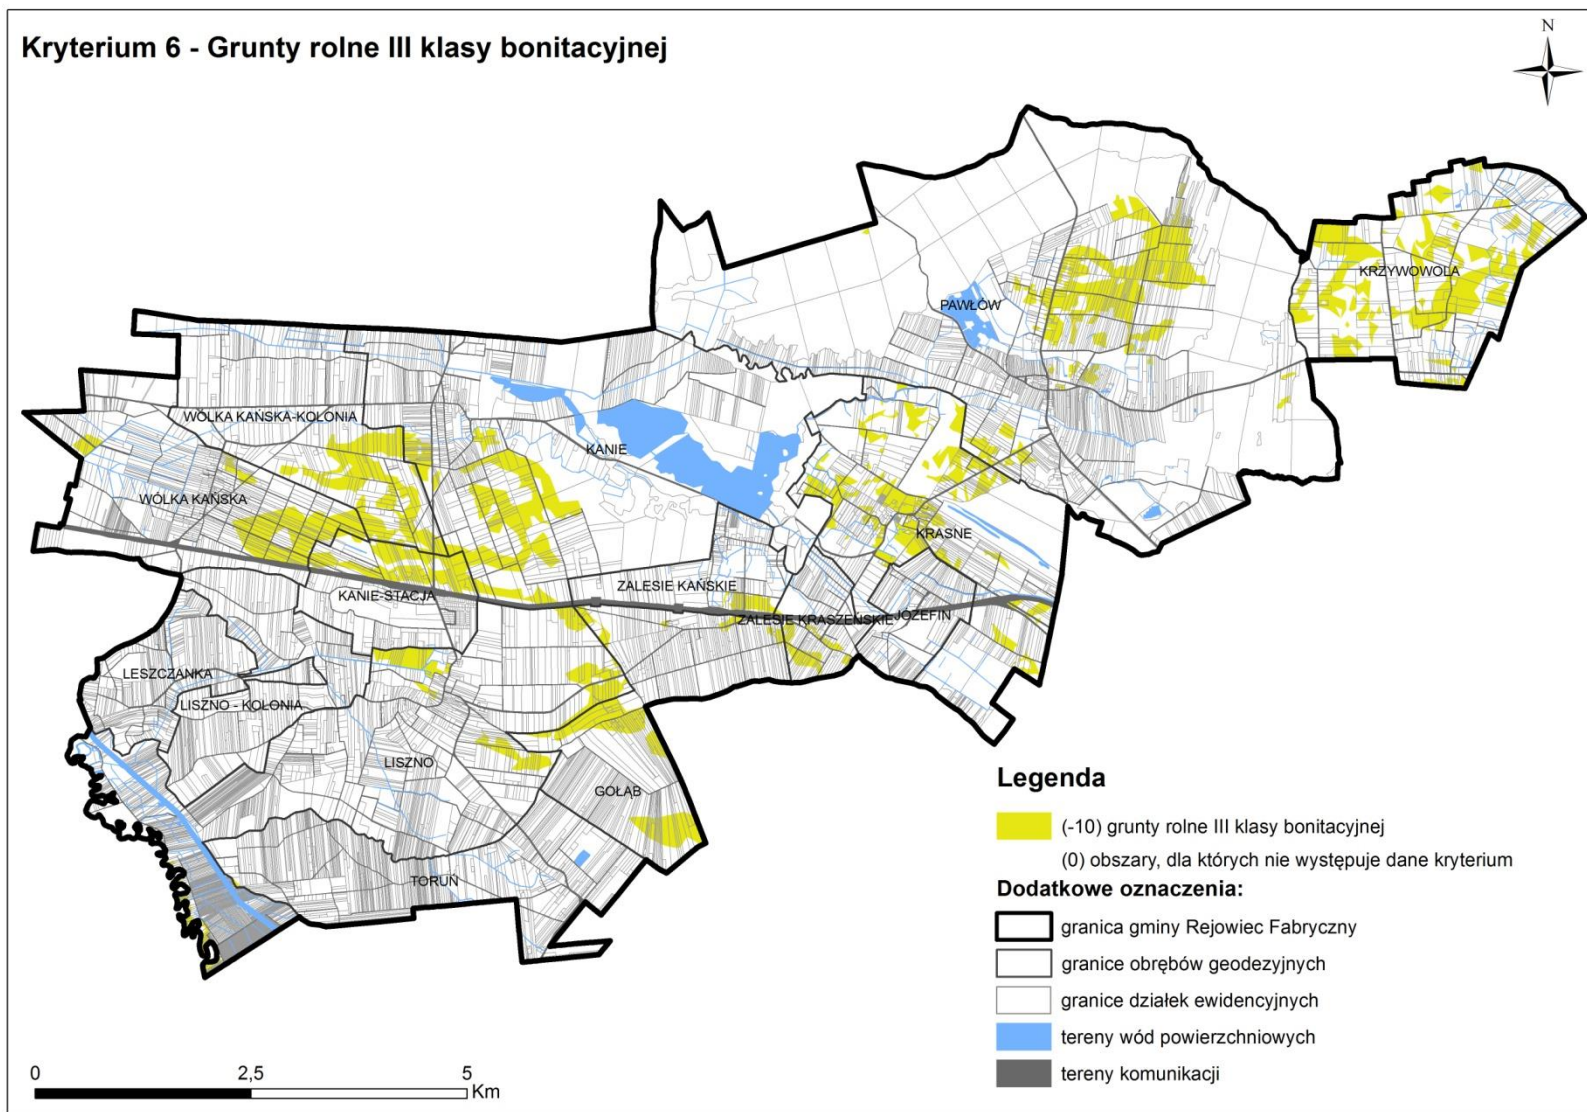 Kryterium 6 - Grunty rolne III klasy bonitacyjnej
N
KRZYWOWOLA
PAWŁÓW
WÓLKA KAŃSKA-KOLONIA
KANIE
WÓLKA KAŃSKA
KRASNE
ZALESIE KAŃSKIE
KANIE-STACJA
ZALESIE KRASZEŃSKIE
JÓZEFIN
LESZCZANKA
LISZNO - KOLONIA
LISZNO
GOŁĄB
TORUŃ
Legenda
(-10) grunty rolne III klasy bonitacyjnej
(0) obszary, dla których nie występuje dane kryterium
Dodatkowe oznaczenia:
granica gminy Rejowiec Fabryczny
granice obrębów geodezyjnych
granice działek ewidencyjnych
tereny wód powierzchniowych
tereny komunikacji
0 2,5 5
Km